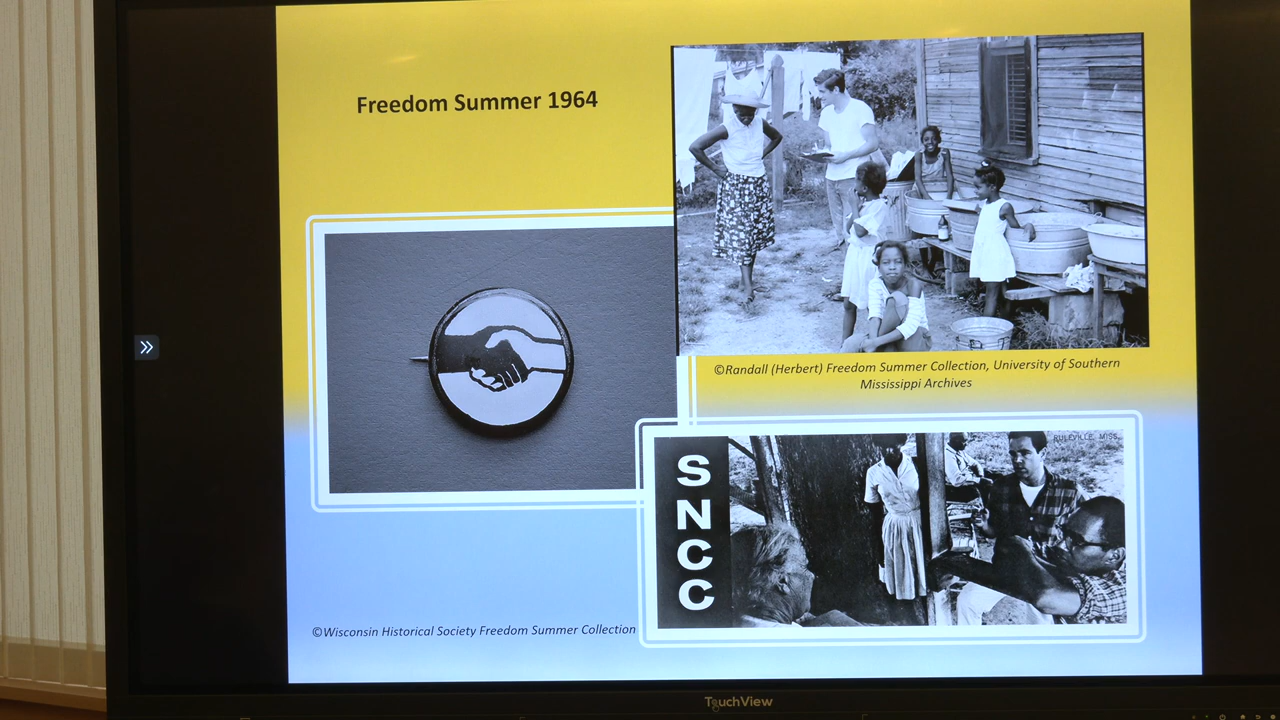 Freedom Summer 1964
©Randall (Herbert) Freedom Summer Collection, University of Southern
Mississippi Archives
RULEVILLE, MISS.
S
N
C
C
©Wisconsin Historical Society Freedom Summer Collection
TouchView